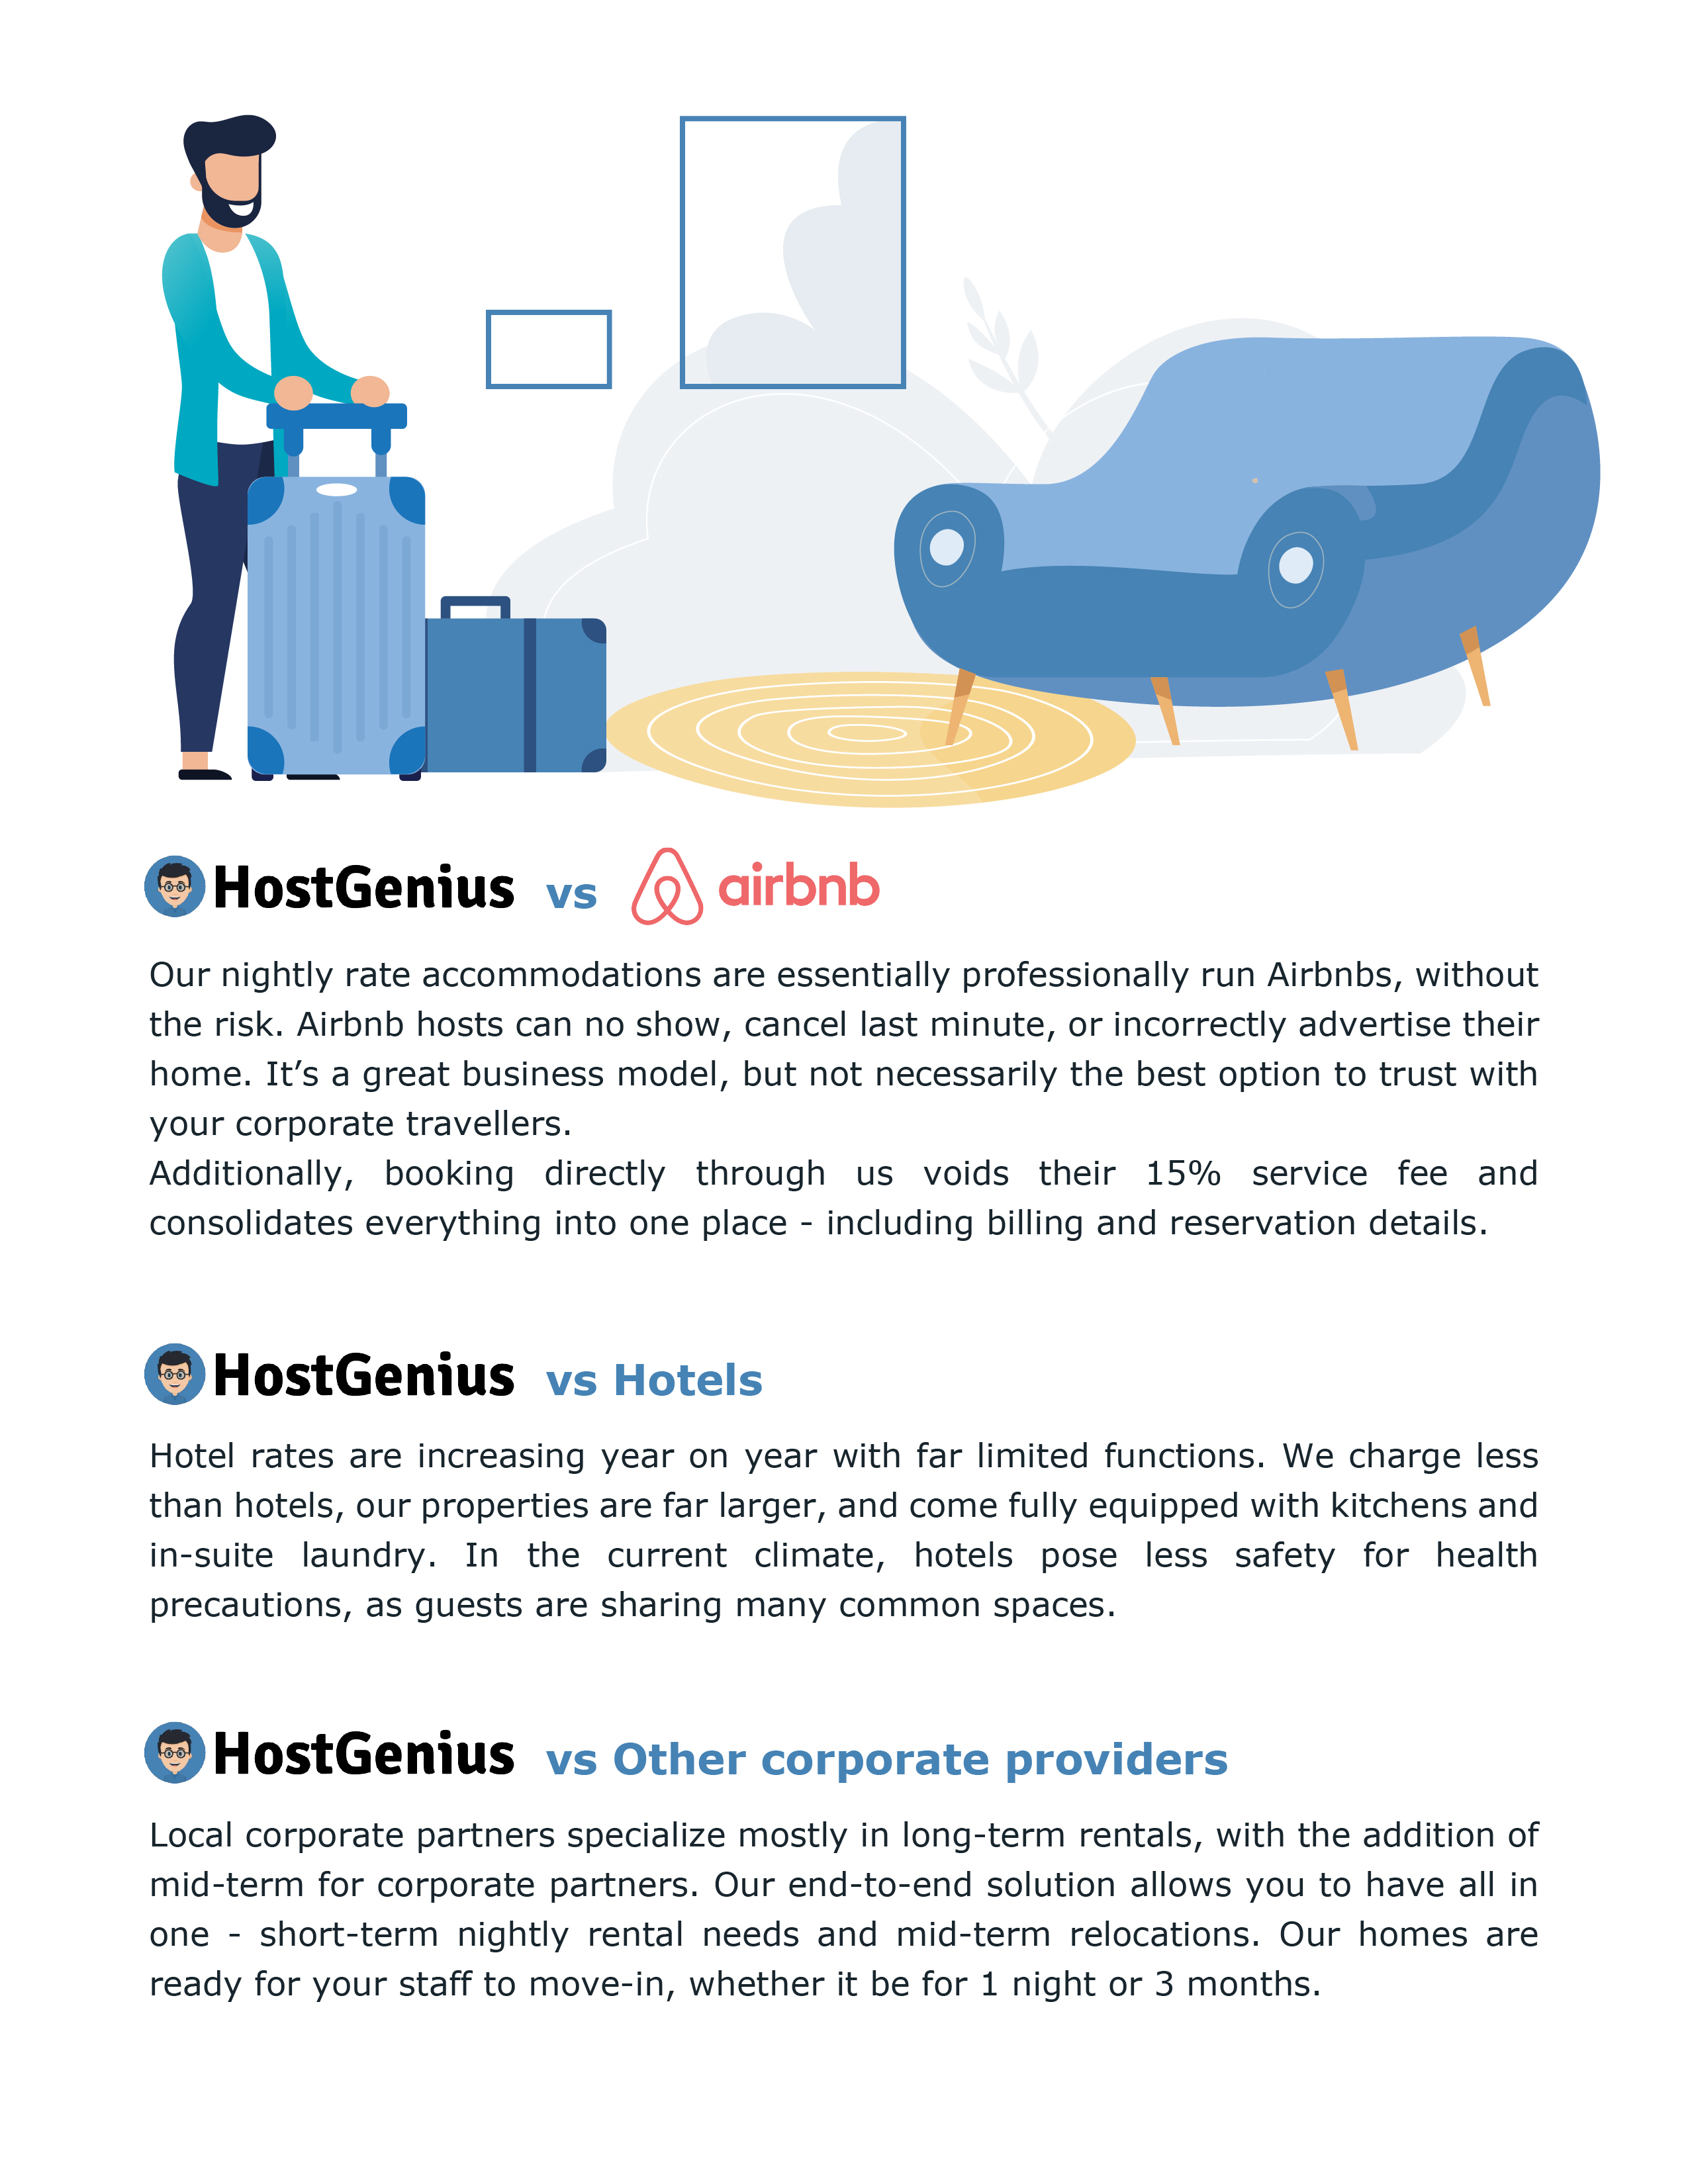 HostGenius vs airbnb
Our nightly rate accommodations are essentially professionally run Airbnbs, without
the risk. Airbnb hosts can no show, cancel last minute, or incorrectly advertise their
home. It’s a great business model, but not necessarily the best option to trust with
your corporate travellers.
Additionally, booking directly through us voids their 15% service fee and
consolidates everything into one place - including billing and reservation details.
HostGenius vs Hotels
Hotel rates are increasing year on year with far limited functions. We charge less
than hotels, our properties are far larger, and come fully equipped with kitchens and
in-suite laundry. In the current climate, hotels pose less safety for health
precautions, as guests are sharing many common spaces.
HostGenius vs Other corporate providers
Local corporate partners specialize mostly in long-term rentals, with the addition of
mid-term for corporate partners. Our end-to-end solution allows you to have all in
one - short-term nightly rental needs and mid-term relocations. Our homes are
ready for your staff to move-in, whether it be for 1 night or 3 months.